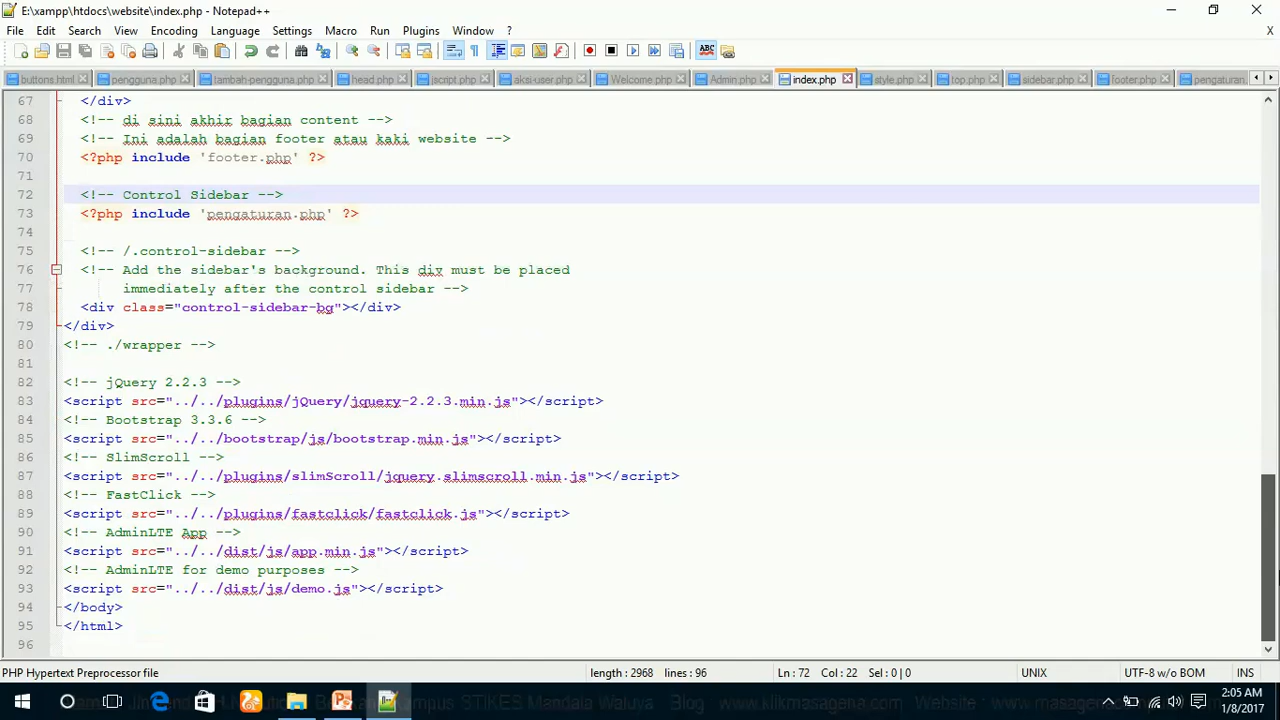 E:\xampp\htdocs\website\index.php - Notepad++
File Edit Search View Encoding Language Settings Macro Run Plugins Window ? X
buttons.html pengguna.php tambah-pengguna.php head.php jscript.php aksi-user.php Welcome.php Admin.php index.php style.php top.php sidebar.php footer.php pengaturan.
67 </div>
68 <!-- di sini akhir bagian content -->
69 <!-- Ini adalah bagian footer atau kaki website -->
70 <?php include 'footer.php' ?>
71
72 <!-- Control Sidebar -->
73 <?php include 'pengaturan.php' ?>
74
75 <!-- /.control-sidebar -->
76 <!-- Add the sidebar's background. This div must be placed
77 immediately after the control sidebar -->
78 <div class="control-sidebar-bg"></div>
79 </div>
80 <!-- ./wrapper -->
81
82 <!-- jQuery 2.2.3 -->
83 <script src="../../plugins/jQuery/jquery-2.2.3.min.js"></script>
84 <!-- Bootstrap 3.3.6 -->
85 <script src="../../bootstrap/js/bootstrap.min.js"></script>
86 <!-- SlimScroll -->
87 <script src="../../plugins/slimScroll/jquery.slimscroll.min.js"></script>
88 <!-- FastClick -->
89 <script src="../../plugins/fastclick/fastclick.js"></script>
90 <!-- AdminLTE App -->
91 <script src="../../dist/js/app.min.js"></script>
92 <!-- AdminLTE for demo purposes -->
93 <script src="../../dist/js/demo.js"></script>
94 </body>
95 </html>
96
PHP Hypertext Preprocessor file length : 2968 lines : 96 Ln : 72 Col : 22 Sel : 0 | 0 UNIX UTF-8 w/o BOM INS
STIKES Mandala Waluya Blog www.klikmasagena.com Website
2:05 AM
1/8/2017